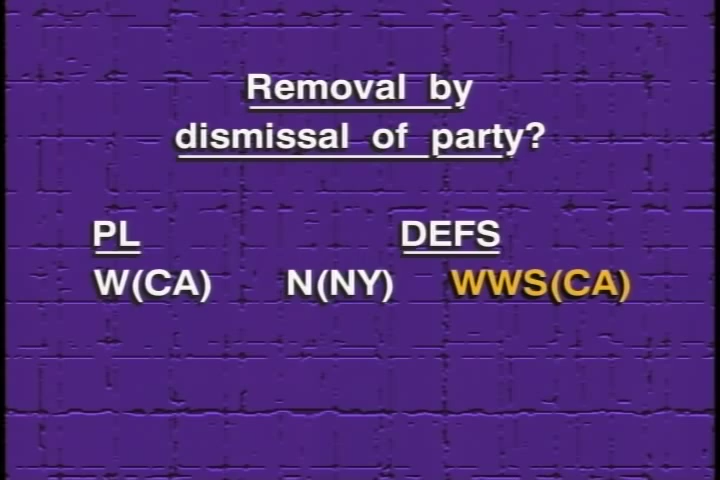 Removal by
dismissal of party?
PL DEFS
W(CA) N(NY) WWS(CA)